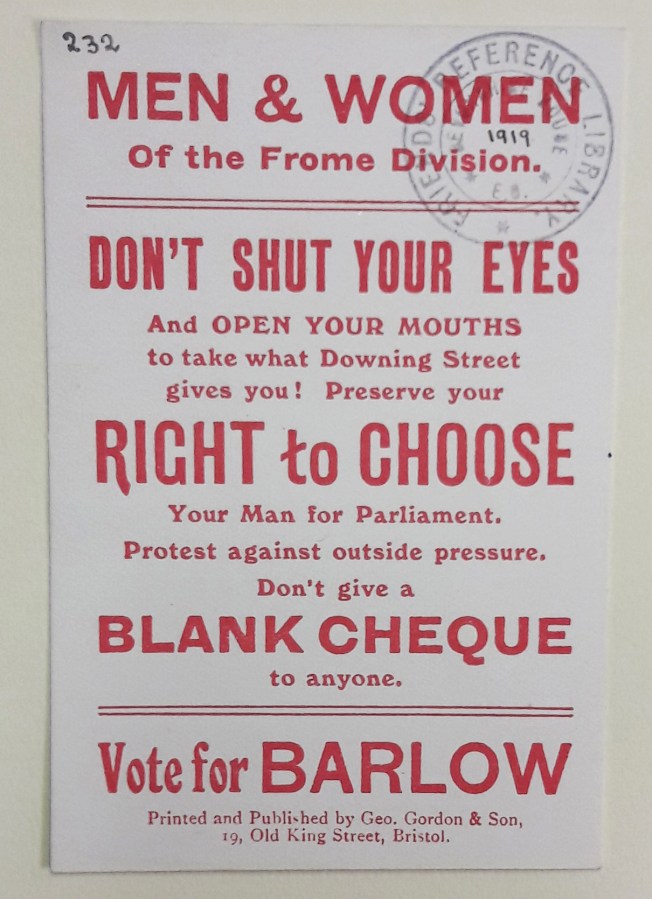 232
MEN & WOMEN
Of the Frome Division.
FRIENDS' REFERENCE LIBRARY.
1919
E.B.
DON'T SHUT YOUR EYES
And OPEN YOUR MOUTHS
to take what Downing Street
gives you! Preserve your
RIGHT to CHOOSE
Your Man for Parliament.
Protest against outside pressure.
Don't give a
BLANK CHEQUE
to anyone.
Vote for BARLOW
Printed and Published by Geo. Gordon & Son,
19, Old King Street, Bristol.